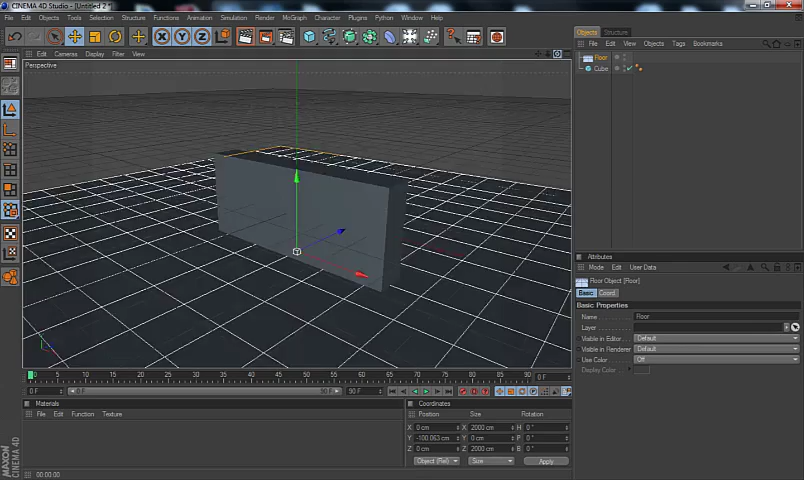 CINEMA 4D Studio - [Untitled 2 *]
File Edit Tools Selection Structure Functions Animation Simulation Render MoGraph Character Plugins Python Window Help
Objects Structure
File Edit View Objects Tags Bookmarks
Floor
Cube
Edit Cameras Display Filter View
Perspective
X Y Z
Attributes
Mode Edit User Data
Floor Object [Floor]
Basic Coord.
Basic Properties
Name Floor
Layer
Visible in Editor Default
Visible in Renderer Default
Use Color Off
Display Color
0 5 10 15 20 25 30 35 40 45 50 55 60 65 70 75 80 85 90 0 F
0 F 0 F 90 F 90 F
Materials
File Edit Function Texture
Coordinates
Position Size Rotation
X 0 cm X 2000 cm H 0 °
Y -100.063 cm Y 0 cm P 0 °
Z 0 cm Z 2000 cm B 0 °
Object (Rel) Size Apply
MAXON CINEMA 4D
00:00:00